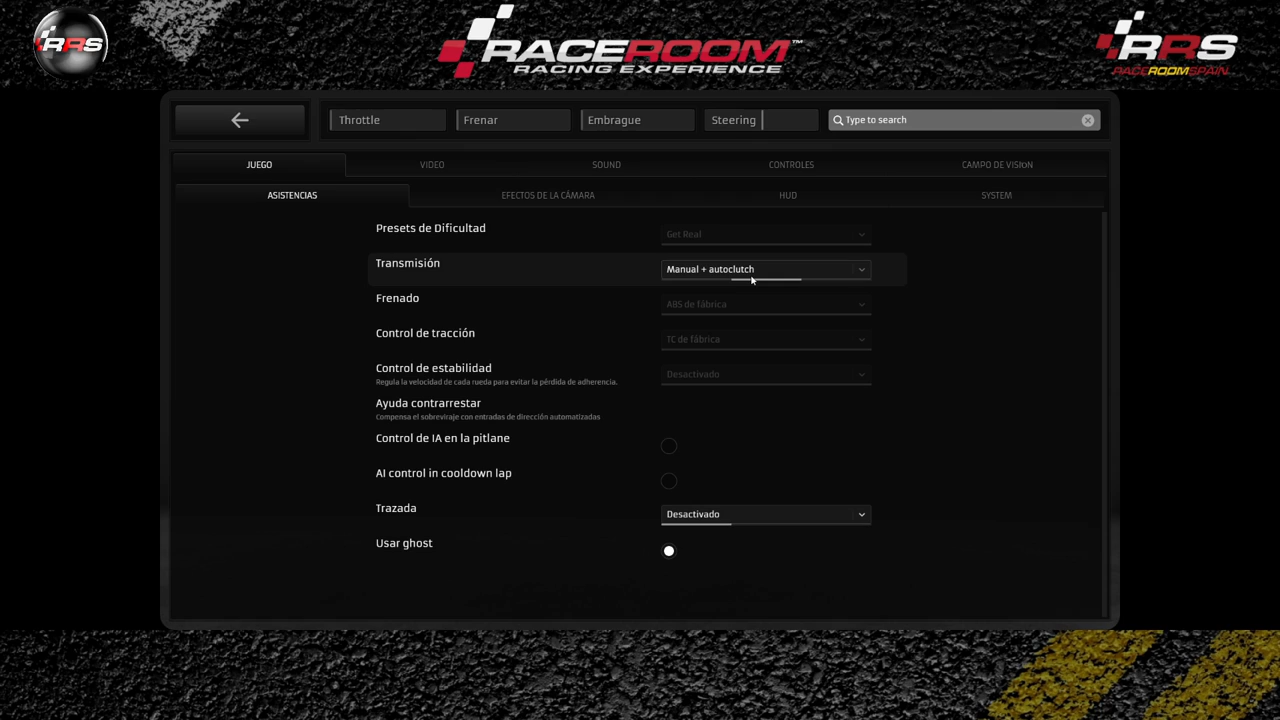 RRS
RACEROOM™
RACING EXPERIENCE
RRS
RACEROOMSPAIN
Throttle
Frenar
Embrague
Steering
Type to search
JUEGO
VIDEO
SOUND
CONTROLES
CAMPO DE VISIÓN
ASISTENCIAS
EFECTOS DE LA CÁMARA
HUD
SYSTEM
Presets de Dificultad
Get Real
Transmisión
Manual + autoclutch
Frenado
ABS de fábrica
Control de tracción
TC de fábrica
Control de estabilidad
Desactivado
Regula la velocidad de cada rueda para evitar la pérdida de adherencia.
Ayuda contrarrestar
Compensa el sobreviraje con entradas de dirección automatizadas
Control de IA en la pitlane
AI control in cooldown lap
Trazada
Desactivado
Usar ghost